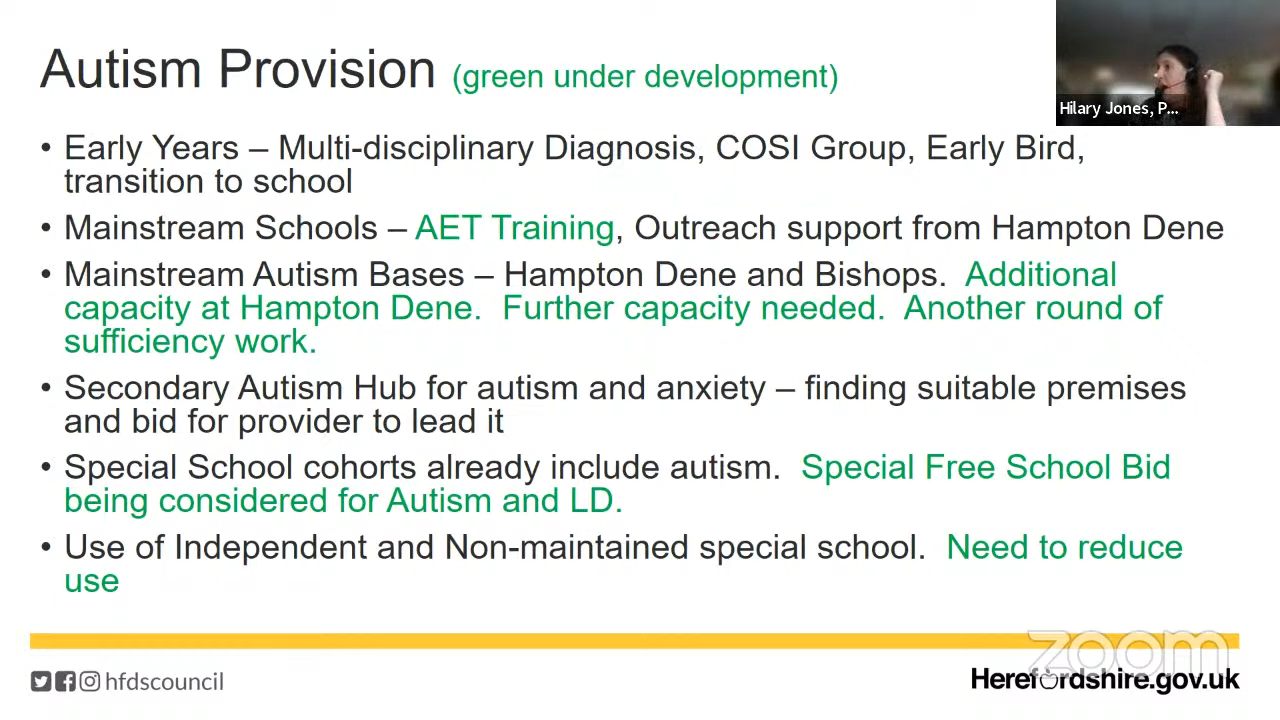 Autism Provision (green under development)
Hilary Jones, P...
• Early Years – Multi-disciplinary Diagnosis, COSI Group, Early Bird,
transition to school
• Mainstream Schools – AET Training, Outreach support from Hampton Dene
• Mainstream Autism Bases – Hampton Dene and Bishops. Additional
capacity at Hampton Dene. Further capacity needed. Another round of
sufficiency work.
• Secondary Autism Hub for autism and anxiety – finding suitable premises
and bid for provider to lead it
• Special School cohorts already include autism. Special Free School Bid
being considered for Autism and LD.
• Use of Independent and Non-maintained special school. Need to reduce
use
zoom
hfdscouncil
Herefordshire.gov.uk